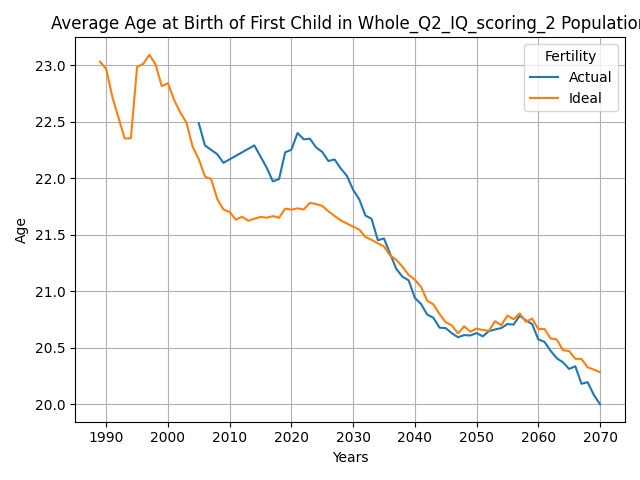 Average Age at Birth of First Child in Whole_Q2_IQ_scoring_2 Population
Fertility
Actual
Ideal
23.0
22.5
22.0
21.5
21.0
20.5
20.0
Age
1990 2000 2010 2020 2030 2040 2050 2060 2070
Years